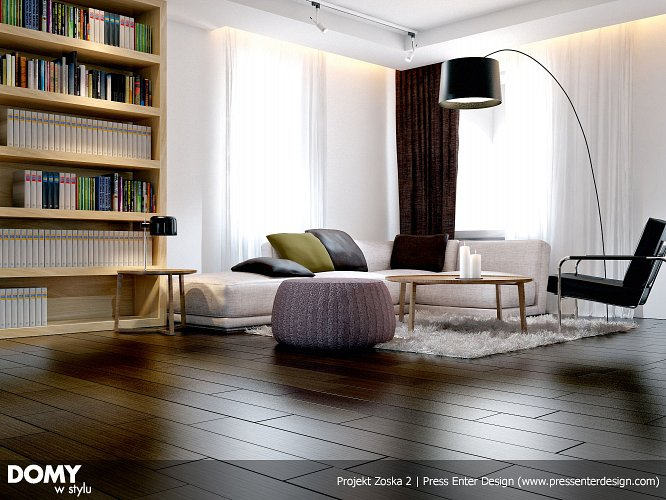 DOMY
w stylu
Projekt Zoska 2 | Press Enter Design (www.pressenterdesign.com)